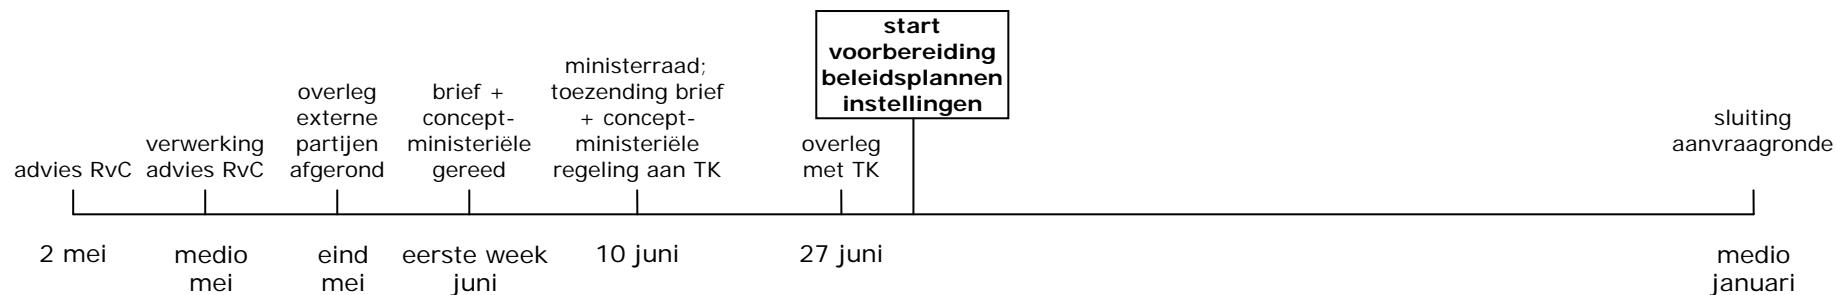 advies RvC
verwerking
advies RvC
overleg
externe
partijen
afgerond
brief +
concept-
ministeriële
gereed
ministerraad;
toezending brief
+ concept-
ministeriële
regeling aan TK
overleg
met TK
start
voorbereiding
beleidsplannen
instellingen
sluiting
aanvraagronde
2 mei
medio
mei
eind
mei
eerste week
juni
10 juni
27 juni
medio
januari